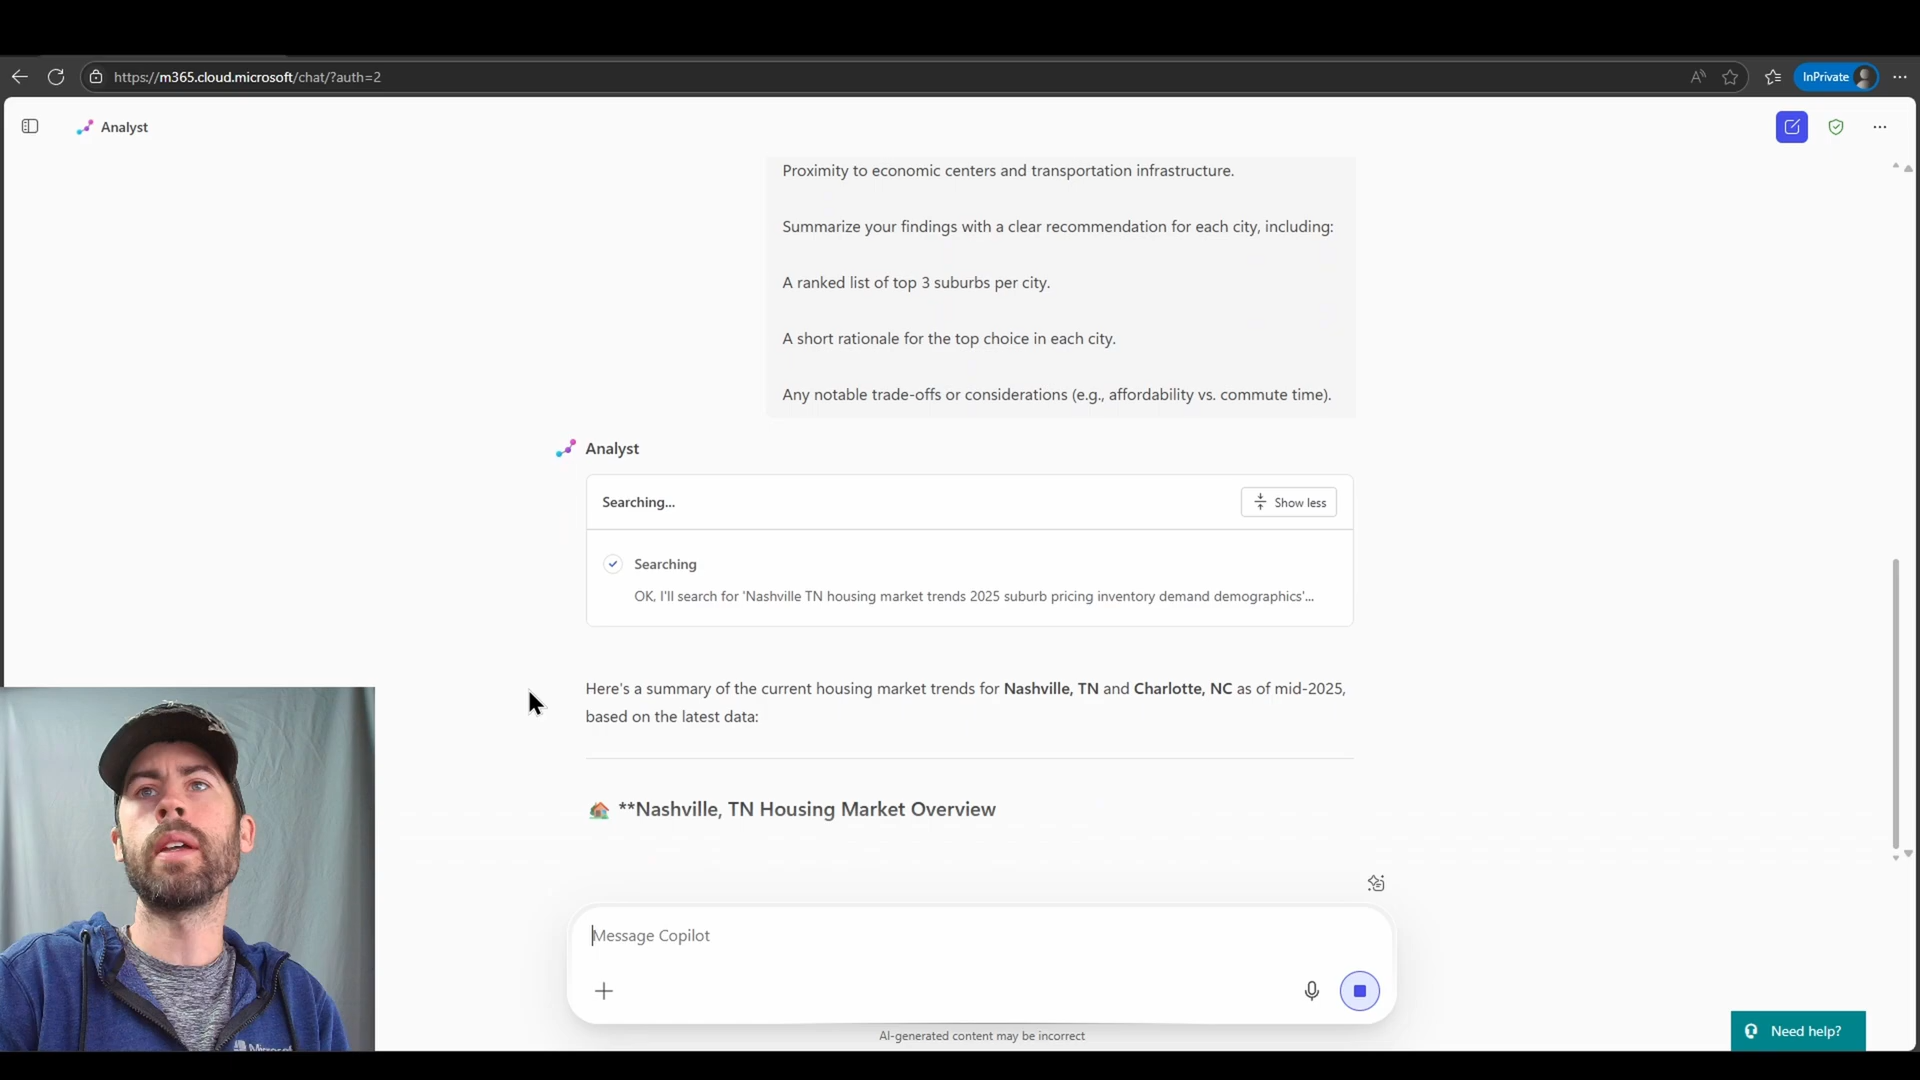 https://m365.cloud.microsoft/chat/?auth=2
InPrivate
Analyst
Proximity to economic centers and transportation infrastructure.
Summarize your findings with a clear recommendation for each city, including:
A ranked list of top 3 suburbs per city.
A short rationale for the top choice in each city.
Any notable trade-offs or considerations (e.g., affordability vs. commute time).
Analyst
Searching...
Show less
Searching
OK, I'll search for 'Nashville TN housing market trends 2025 suburb pricing inventory demand demographics'...
Here's a summary of the current housing market trends for Nashville, TN and Charlotte, NC as of mid-2025,
based on the latest data:
**Nashville, TN Housing Market Overview
Message Copilot
AI-generated content may be incorrect
Need help?